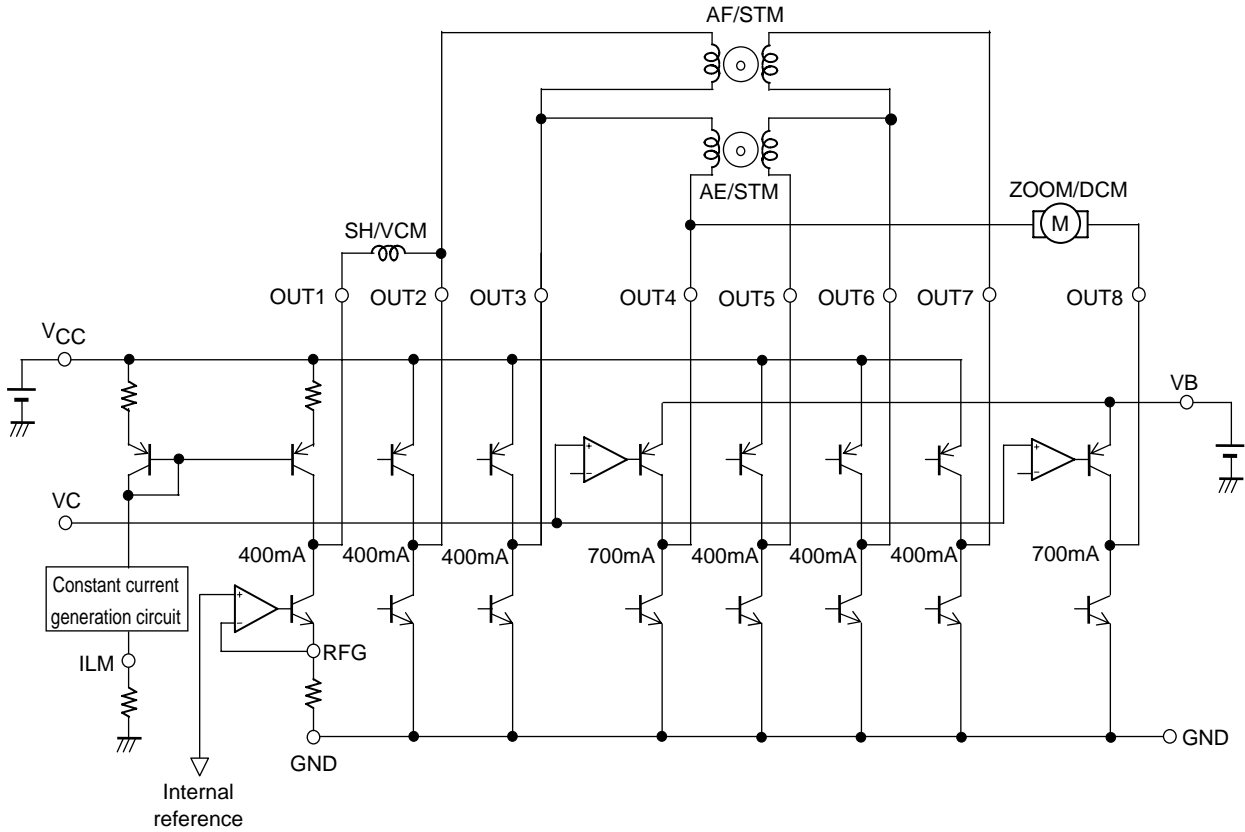 AF/STM
AE/STM
ZOOM/DCM
M
SH/VCM
OUT1
OUT2
OUT3
OUT4
OUT5
OUT6
OUT7
OUT8
VCC
VB
VC
+
−
+
−
400mA
400mA
400mA
700mA
400mA
400mA
400mA
700mA
Constant current
generation circuit
+
−
ILM
RFG
GND
GND
Internal
reference